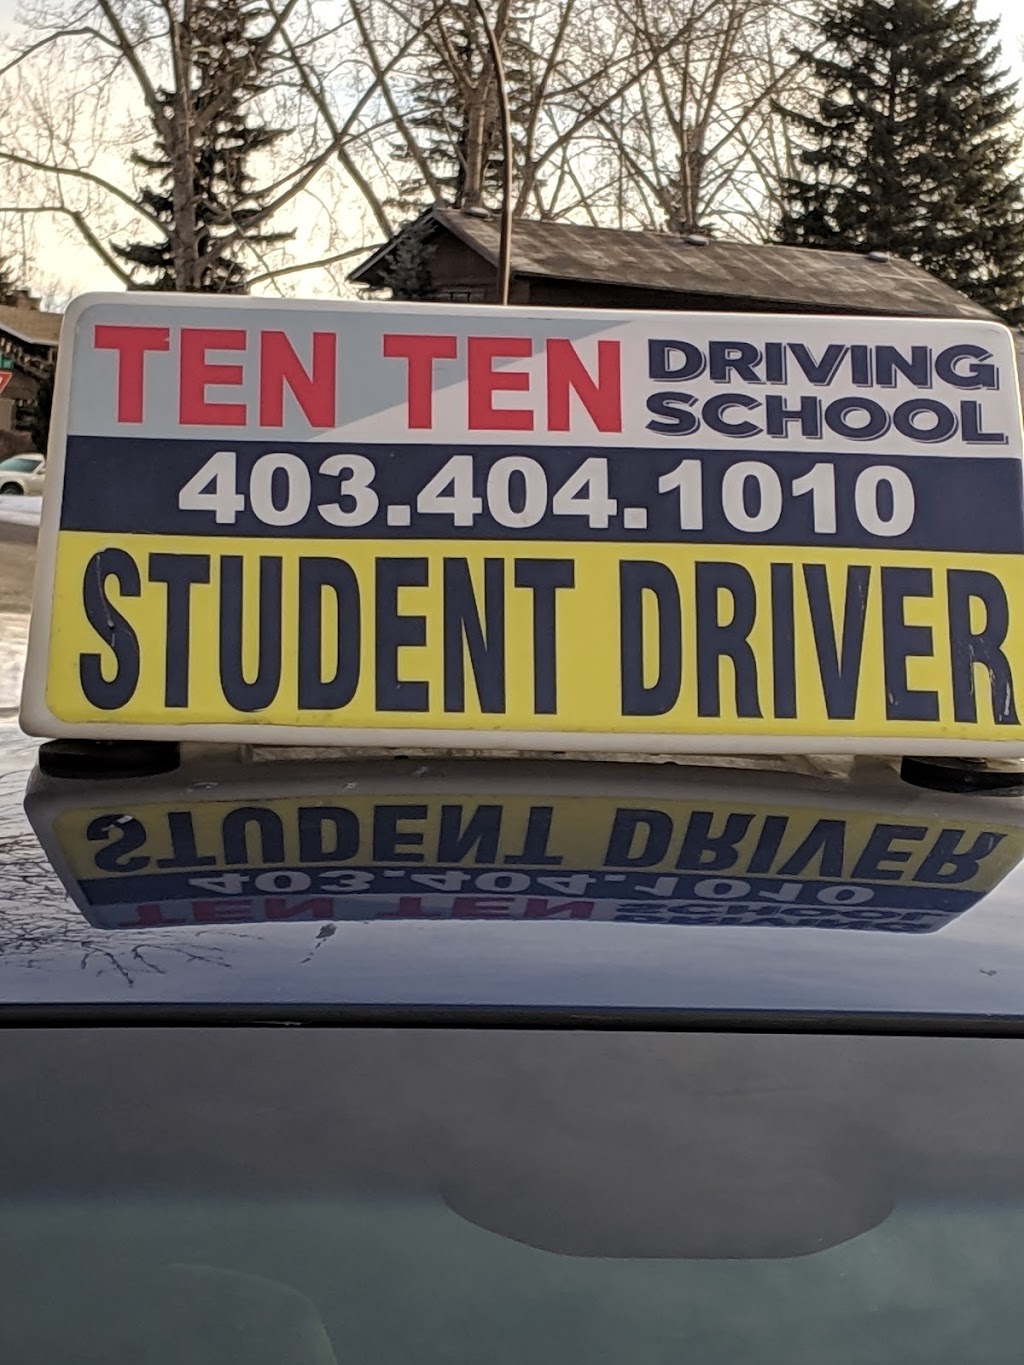 TEN TEN DRIVING SCHOOL
403.404.1010
STUDENT DRIVER